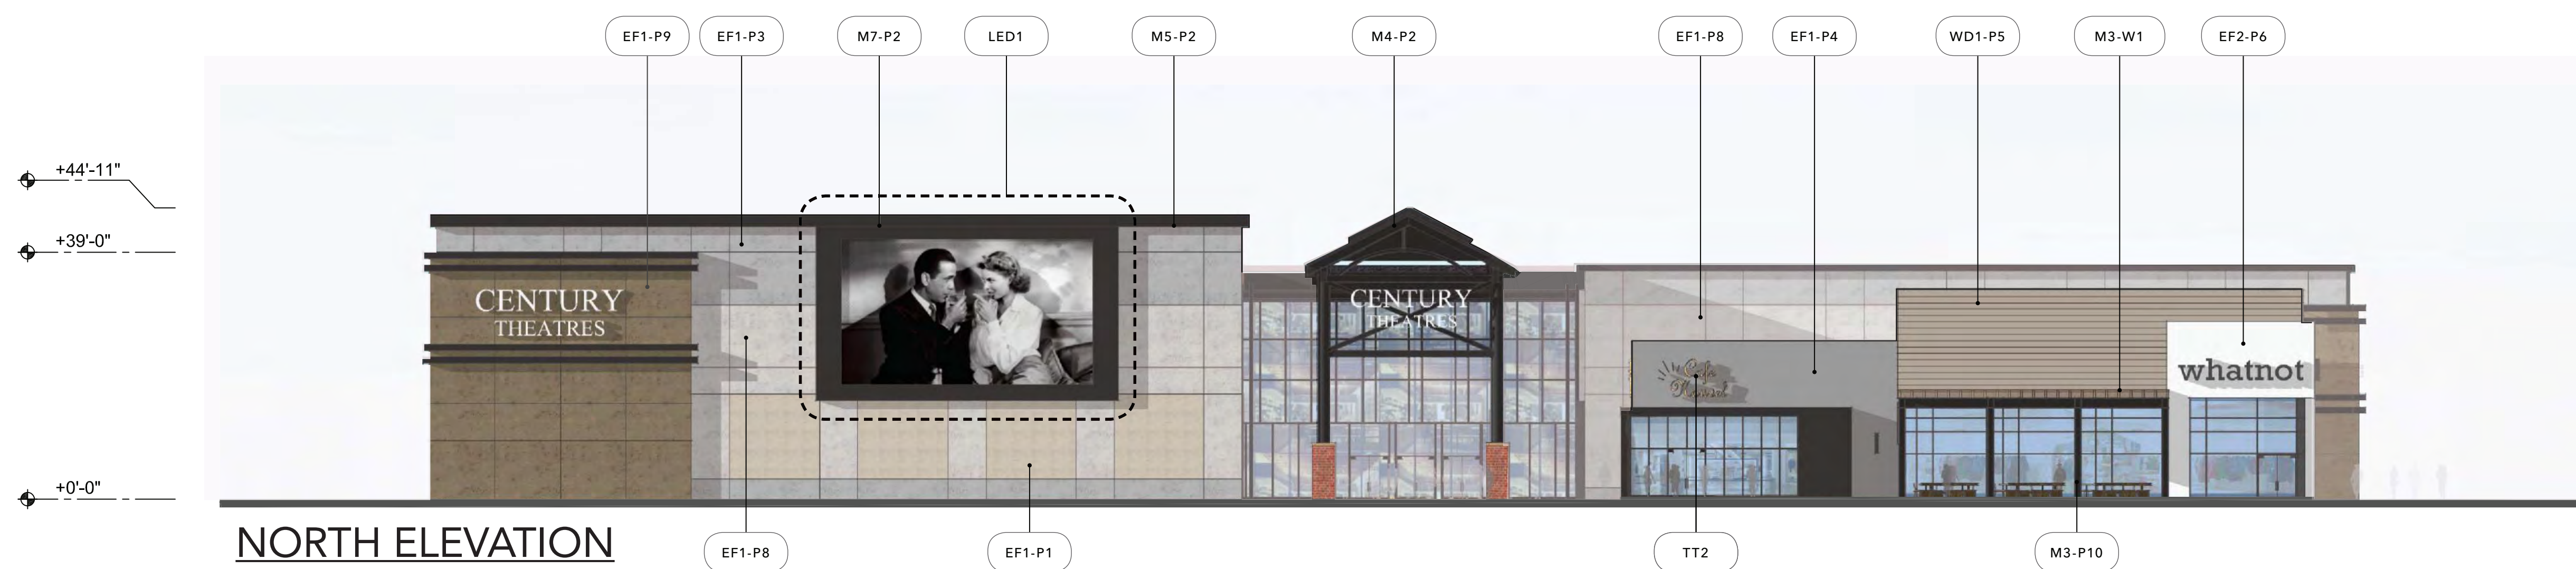 EF1-P9 EF1-P3 M7-P2 LED1 M5-P2 M4-P2 EF1-P8 EF1-P4 WD1-P5 M3-W1 EF2-P6
+44'-11"
+39'-0"
CENTURY
THEATRES
CENTURY
THEATRES
whatnot
+0'-0"
NORTH ELEVATION
EF1-P8 EF1-P1 TT2 M3-P10